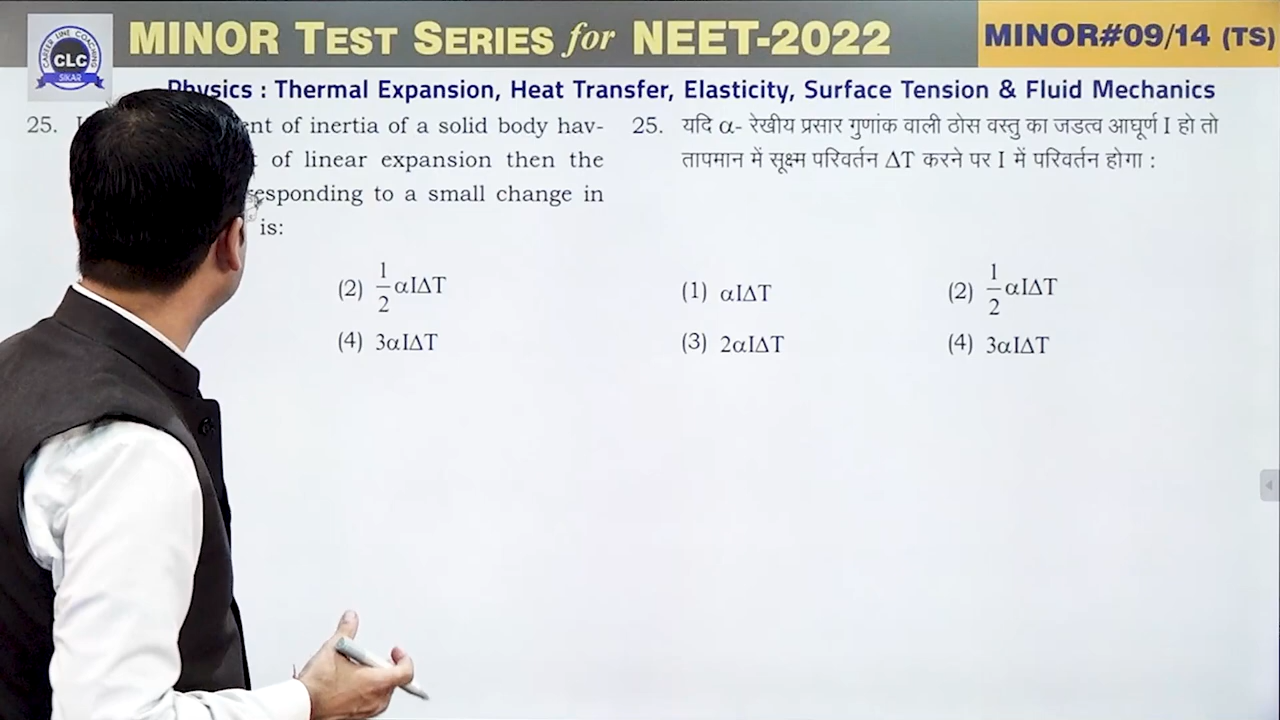 CAREER LINE COACHING
CLC
SIKAR
MINOR TEST SERIES for NEET-2022
MINOR#09/14 (TS)
Physics : Thermal Expansion, Heat Transfer, Elasticity, Surface Tension & Fluid Mechanics
25. of inertia of a solid body hav-
of linear expansion then the
to a small change in
is:
(2) 1/2 αIΔT
(4) 3αIΔT
25. यदि α- रेखीय प्रसार गुणांक वाली ठोस वस्तु का जडत्व आघूर्ण I हो तो
तापमान में सूक्ष्म परिवर्तन ΔT करने पर I में परिवर्तन होगा :
(1) αIΔT (2) 1/2 αIΔT
(3) 2αIΔT (4) 3αIΔT